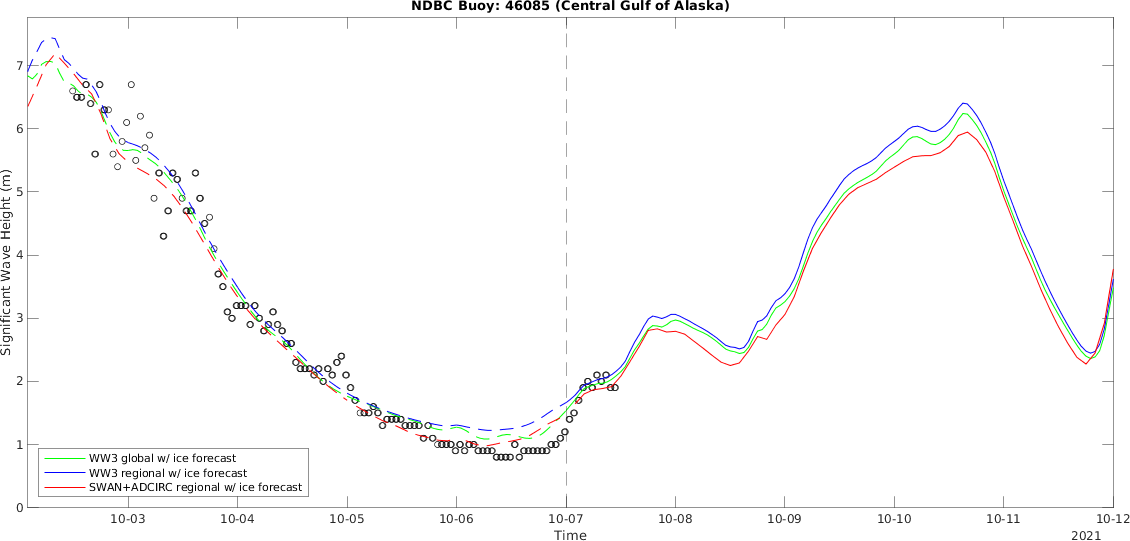 NDBC Buoy: 46085 (Central Gulf of Alaska)
Significant Wave Height (m)
7
6
5
4
3
2
1
0
WW3 global w/ ice forecast
WW3 regional w/ ice forecast
SWAN+ADCIRC regional w/ ice forecast
10-03 10-04 10-05 10-06 10-07 10-08 10-09 10-10 10-11 10-12
Time
2021